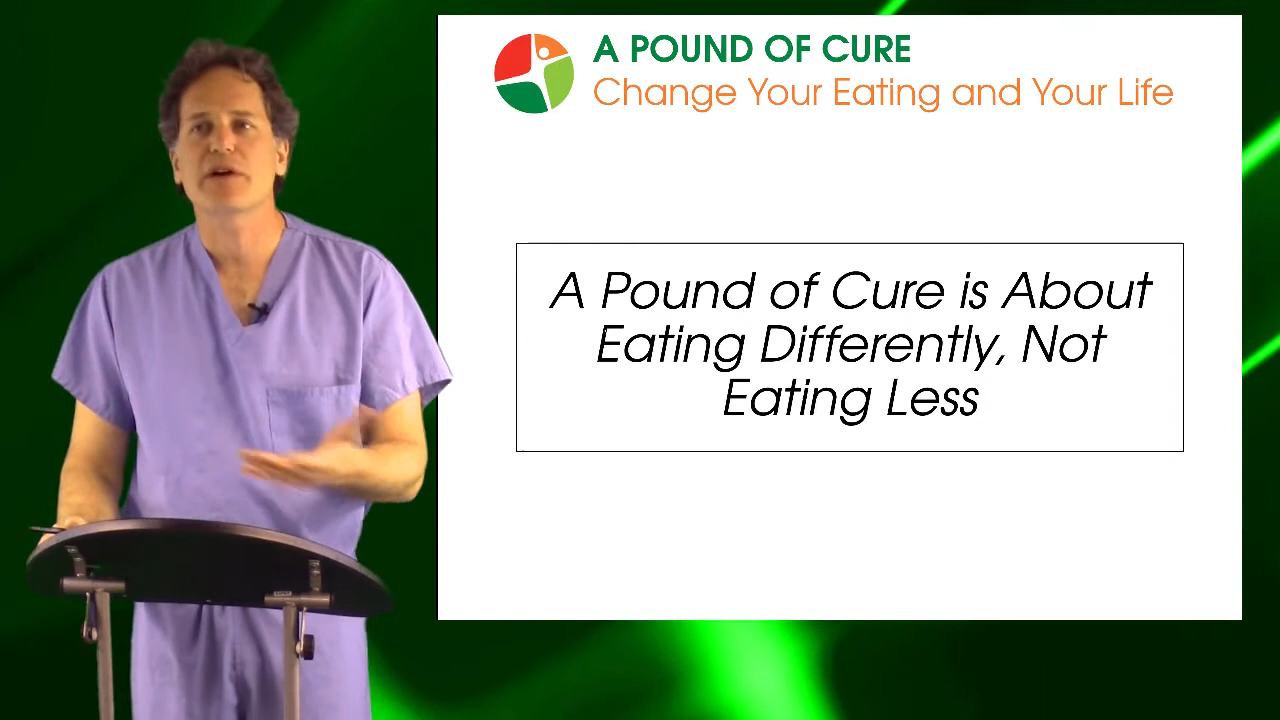 A POUND OF CURE
Change Your Eating and Your Life
A Pound of Cure is About
Eating Differently, Not
Eating Less